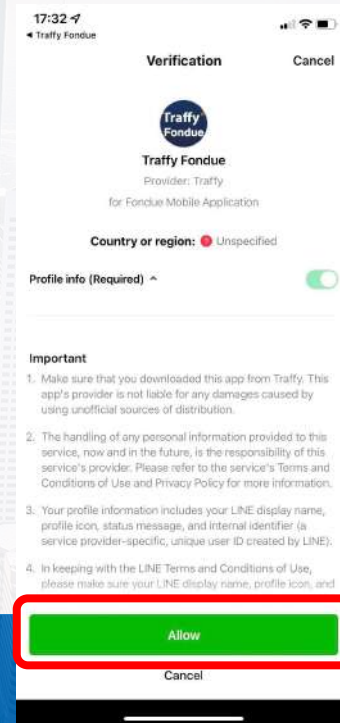 17:32
◀ Traffy Fondue
Verification
Cancel
Traffy
Fondue
Traffy Fondue
Provider: Traffy
for Fondue Mobile Application
Country or region: Unspecified
Profile info (Required)
Important
1. Make sure that you downloaded this app from Traffy. This
app's provider is not liable for any damages caused by
using unofficial sources of distribution.
2. The handling of any personal information provided to this
service, now and in the future, is the responsibility of this
service's provider. Please refer to the service's Terms and
Conditions of Use and Privacy Policy for more information.
3. Your profile information includes your LINE display name,
profile icon, status message, and internal identifier (a
service provider-specific, unique user ID created by LINE).
4. In keeping with the LINE Terms and Conditions of Use,
please make sure your LINE display name, profile icon, and
Allow
Cancel